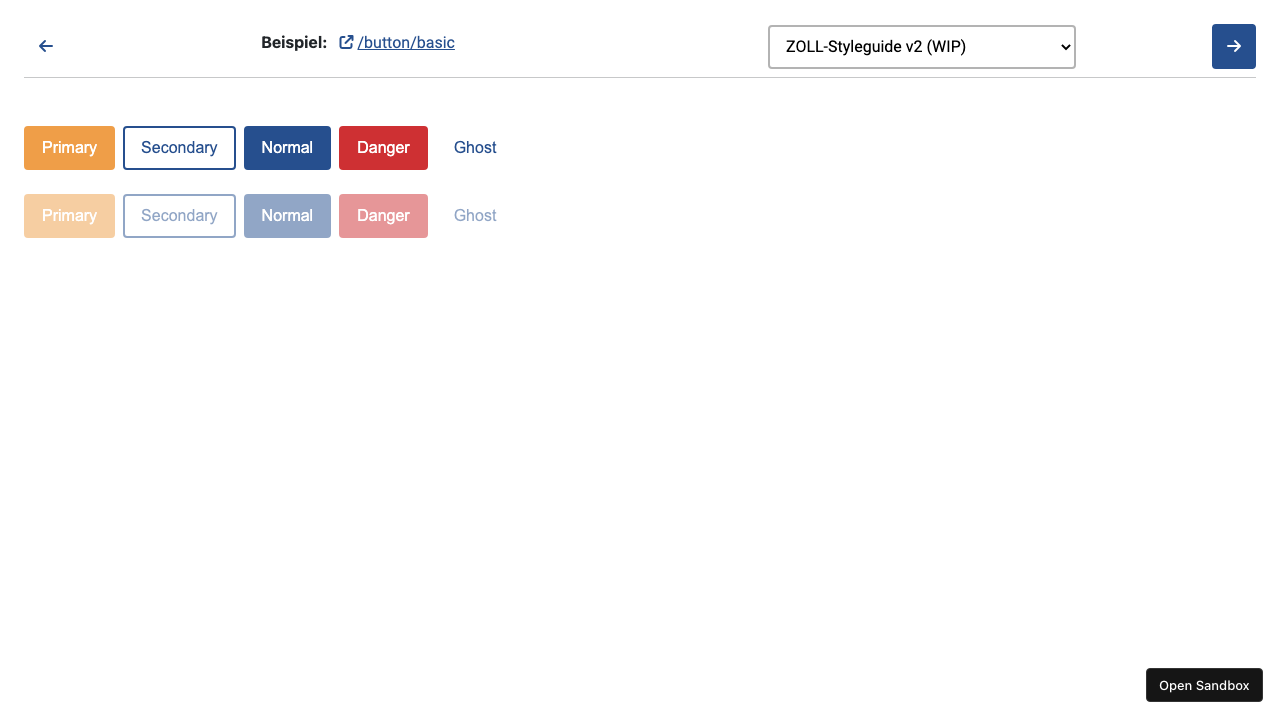 Beispiel: /button/basic ZOLL-Styleguide v2 (WIP)
Primary Secondary Normal Danger Ghost
Primary Secondary Normal Danger Ghost
Open Sandbox